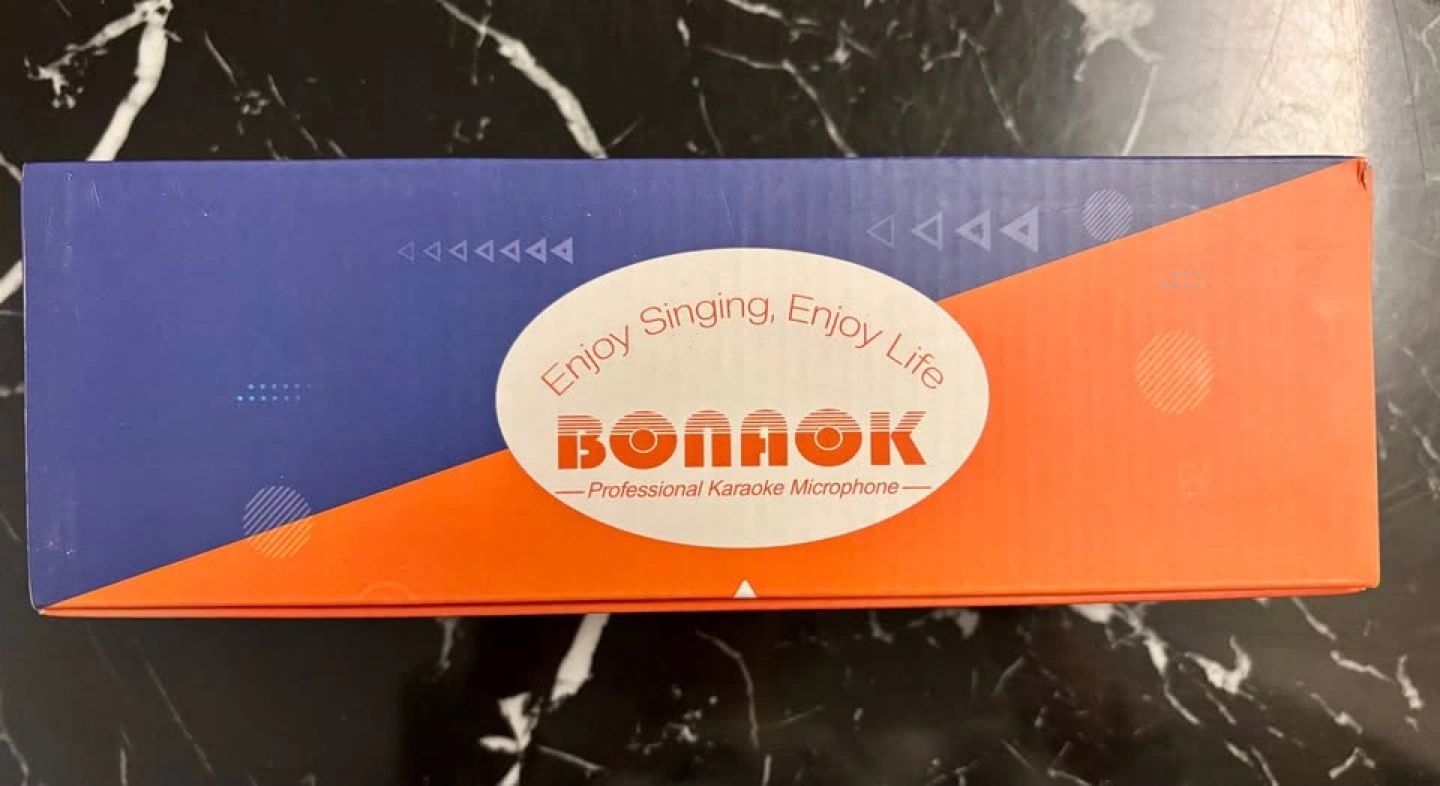 Enjoy Singing, Enjoy Life
BONAOK
Professional Karaoke Microphone